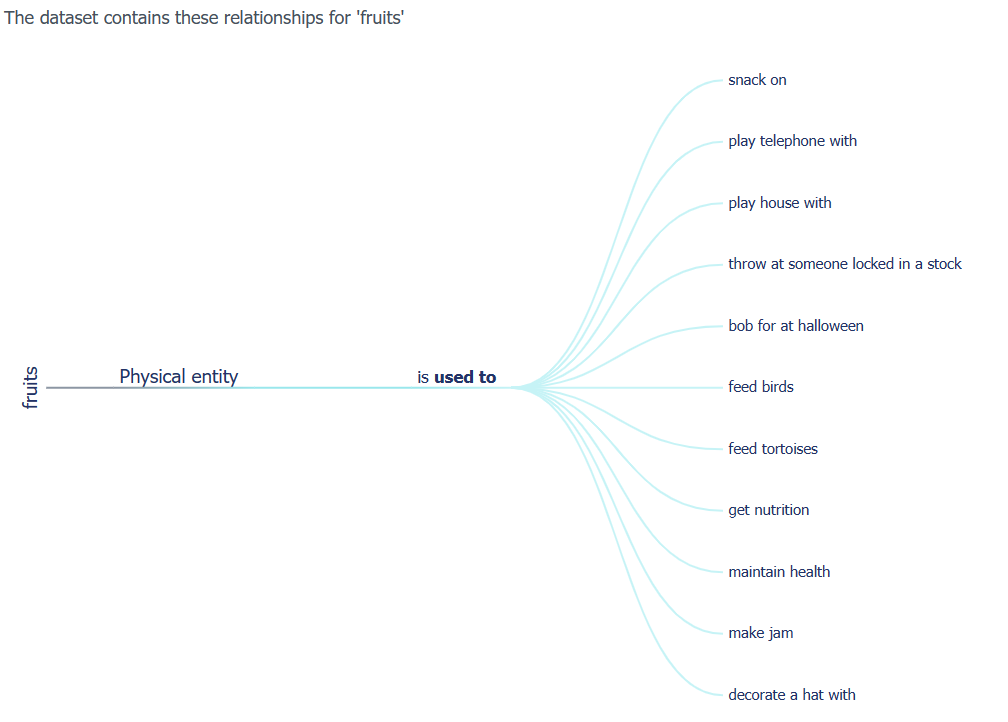 The dataset contains these relationships for 'fruits'
fruits
Physical entity
is used to
snack on
play telephone with
play house with
throw at someone locked in a stock
bob for at halloween
feed birds
feed tortoises
get nutrition
maintain health
make jam
decorate a hat with